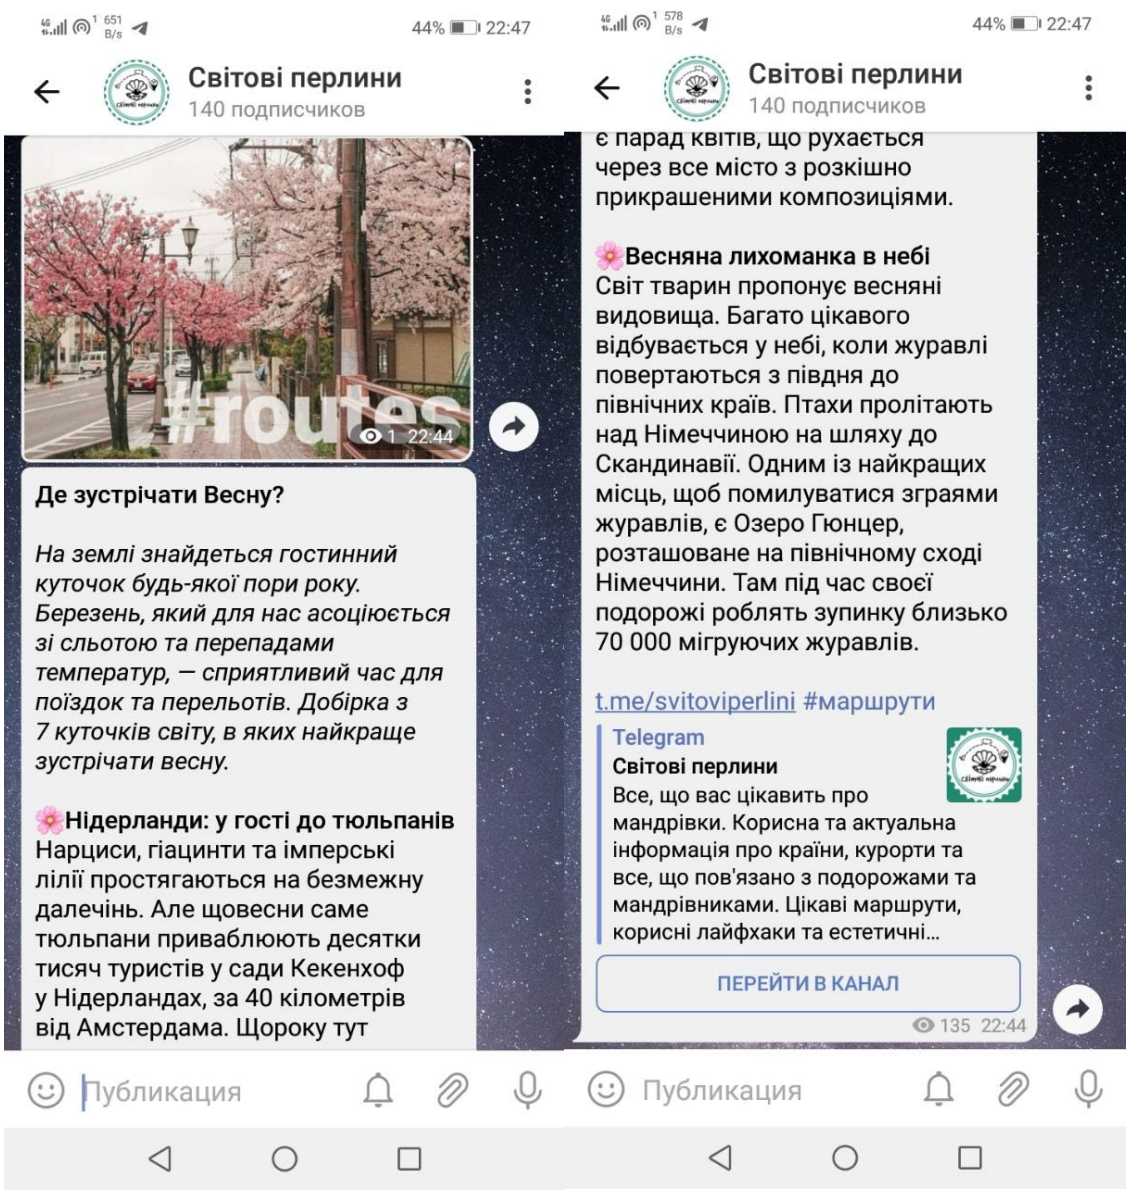 4G 1 651 B/s 44% 22:47
Світові перлини
140 подписчиков
#routes
1 22:44
Де зустрічати Весну?
На землі знайдеться гостинний
куточок будь-якої пори року.
Березень, який для нас асоціюється
зі сльотою та перепадами
температур, — сприятливий час для
поїздок та перельотів. Добірка з
7 куточків світу, в яких найкраще
зустрічати весну.
🌸Нідерланди: у гості до тюльпанів
Нарциси, гіацинти та імперські
лілії простягаються на безмежну
далечінь. Але щовесни саме
тюльпани приваблюють десятки
тисяч туристів у сади Кекенхоф
у Нідерландах, за 40 кілометрів
від Амстердама. Щороку тут
Публикация
4G 1 578 B/s 44% 22:47
Світові перлини
140 подписчиков
є парад квітів, що рухається
через все місто з розкішно
прикрашеними композиціями.
🌸Весняна лихоманка в небі
Світ тварин пропонує весняні
видовища. Багато цікавого
відбувається у небі, коли журавлі
повертаються з півдня до
північних країв. Птахи пролітають
над Німеччиною на шляху до
Скандинавії. Одним із найкращих
місць, щоб помилуватися зграями
журавлів, є Озеро Гюнцер,
розташоване на північному сході
Німеччини. Там під час своєї
подорожі роблять зупинку близько
70 000 мігруючих журавлів.
t.me/svitoviperlini #маршрути
Telegram
Світові перлини
Все, що вас цікавить про
мандрівки. Корисна та актуальна
інформація про країни, курорти та
все, що пов'язано з подорожами та
мандрівниками. Цікаві маршрути,
корисні лайфхаки та естетичні...
ПЕРЕЙТИ В КАНАЛ
135 22:44
Публикация